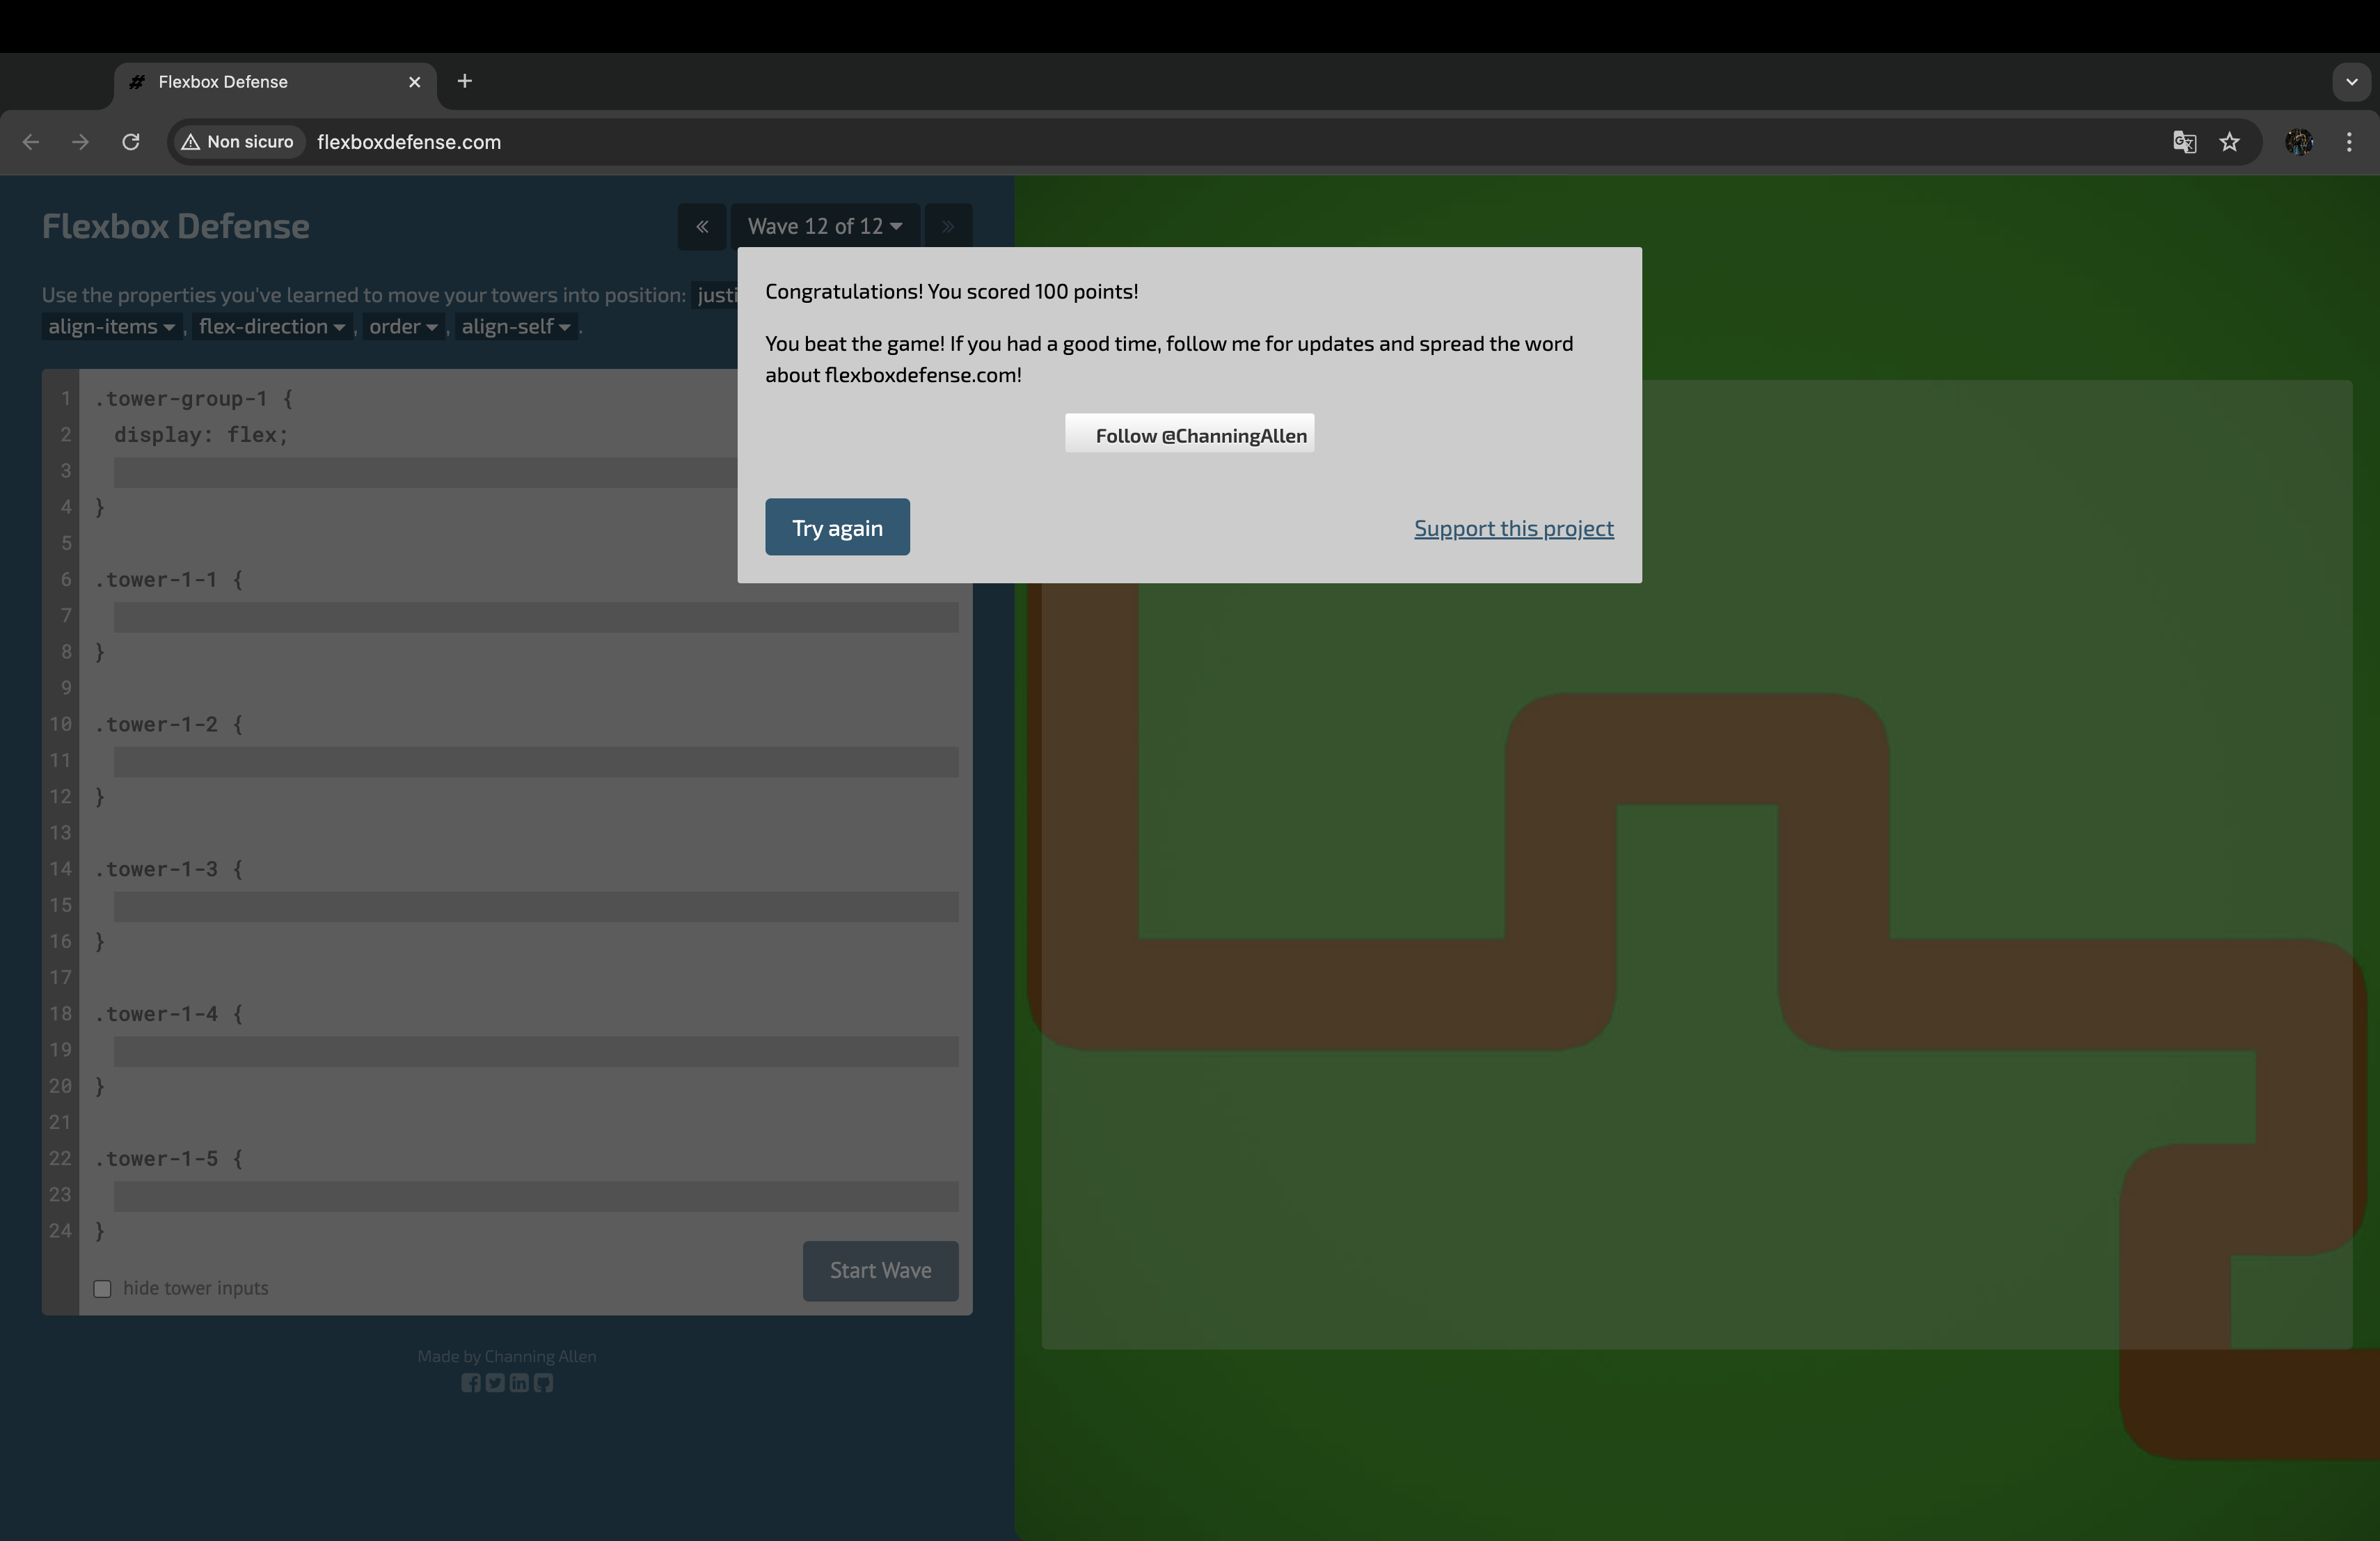 Flexbox Defense
Non sicuro
flexboxdefense.com
Flexbox Defense
« Wave 12 of 12 »
Use the properties you've learned to move your towers into position: justi
align-items , flex-direction , order , align-self .
Congratulations! You scored 100 points!
You beat the game! If you had a good time, follow me for updates and spread the word
about flexboxdefense.com!
Follow @ChanningAllen
Try again
Support this project
1 .tower-group-1 {
2 display: flex;
3
4 }
5
6 .tower-1-1 {
7
8 }
9
10 .tower-1-2 {
11
12 }
13
14 .tower-1-3 {
15
16 }
17
18 .tower-1-4 {
19
20 }
21
22 .tower-1-5 {
23
24 }
hide tower inputs
Start Wave
Made by Channing Allen